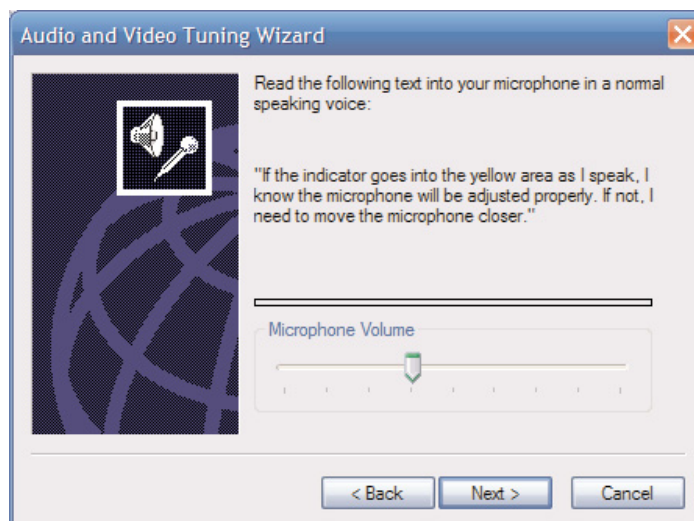 Audio and Video Tuning Wizard
Read the following text into your microphone in a normal
speaking voice:
"If the indicator goes into the yellow area as I speak, I
know the microphone will be adjusted properly. If not, I
need to move the microphone closer."
Microphone Volume
< Back
Next >
Cancel